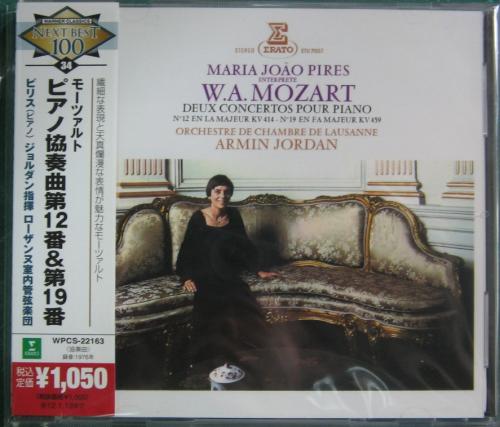 WARNER CLASSICS
NEXT BEST
100
34
モーツァルト
ピアノ協奏曲第12番&第19番
ピリス(ピアノ) ジョルダン指揮 ローザンヌ室内管弦楽団
繊細な表現と天真爛漫な表情が魅力なモーツァルト
WPCS-22163
(協奏曲)
録音:1976年
ERATO
税込
定価
¥1,050
STEREO
ERATO
MARIA JOÃO PIRES
INTERPRETE
W.A. MOZART
DEUX CONCERTOS POUR PIANO
N°12 EN LA MAJEUR KV 414 - N°19 EN FA MAJEUR KV 459
ORCHESTRE DE CHAMBRE DE LAUSANNE
ARMIN JORDAN